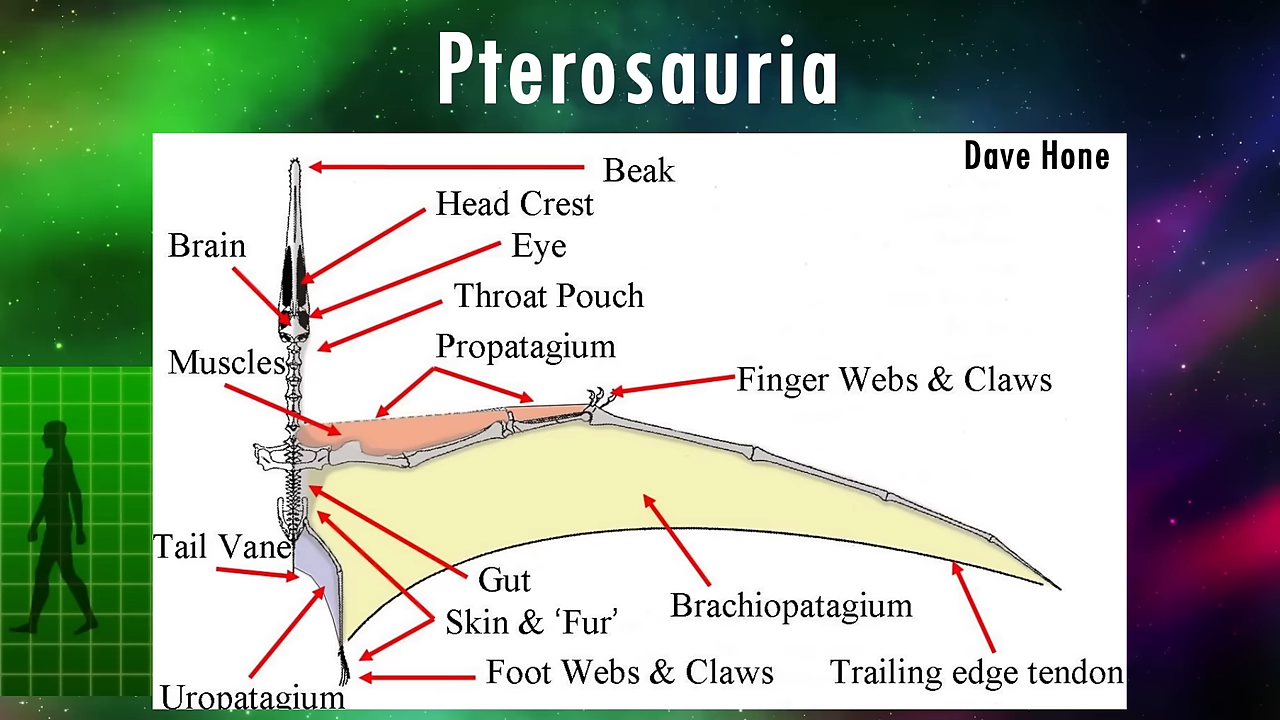 Pterosauria
Dave Hone
Beak
Head Crest
Brain
Eye
Throat Pouch
Propatagium
Muscles
Finger Webs & Claws
Tail Vane
Gut
Brachiopatagium
Skin & ‘Fur’
Foot Webs & Claws
Trailing edge tendon
Uropatagium